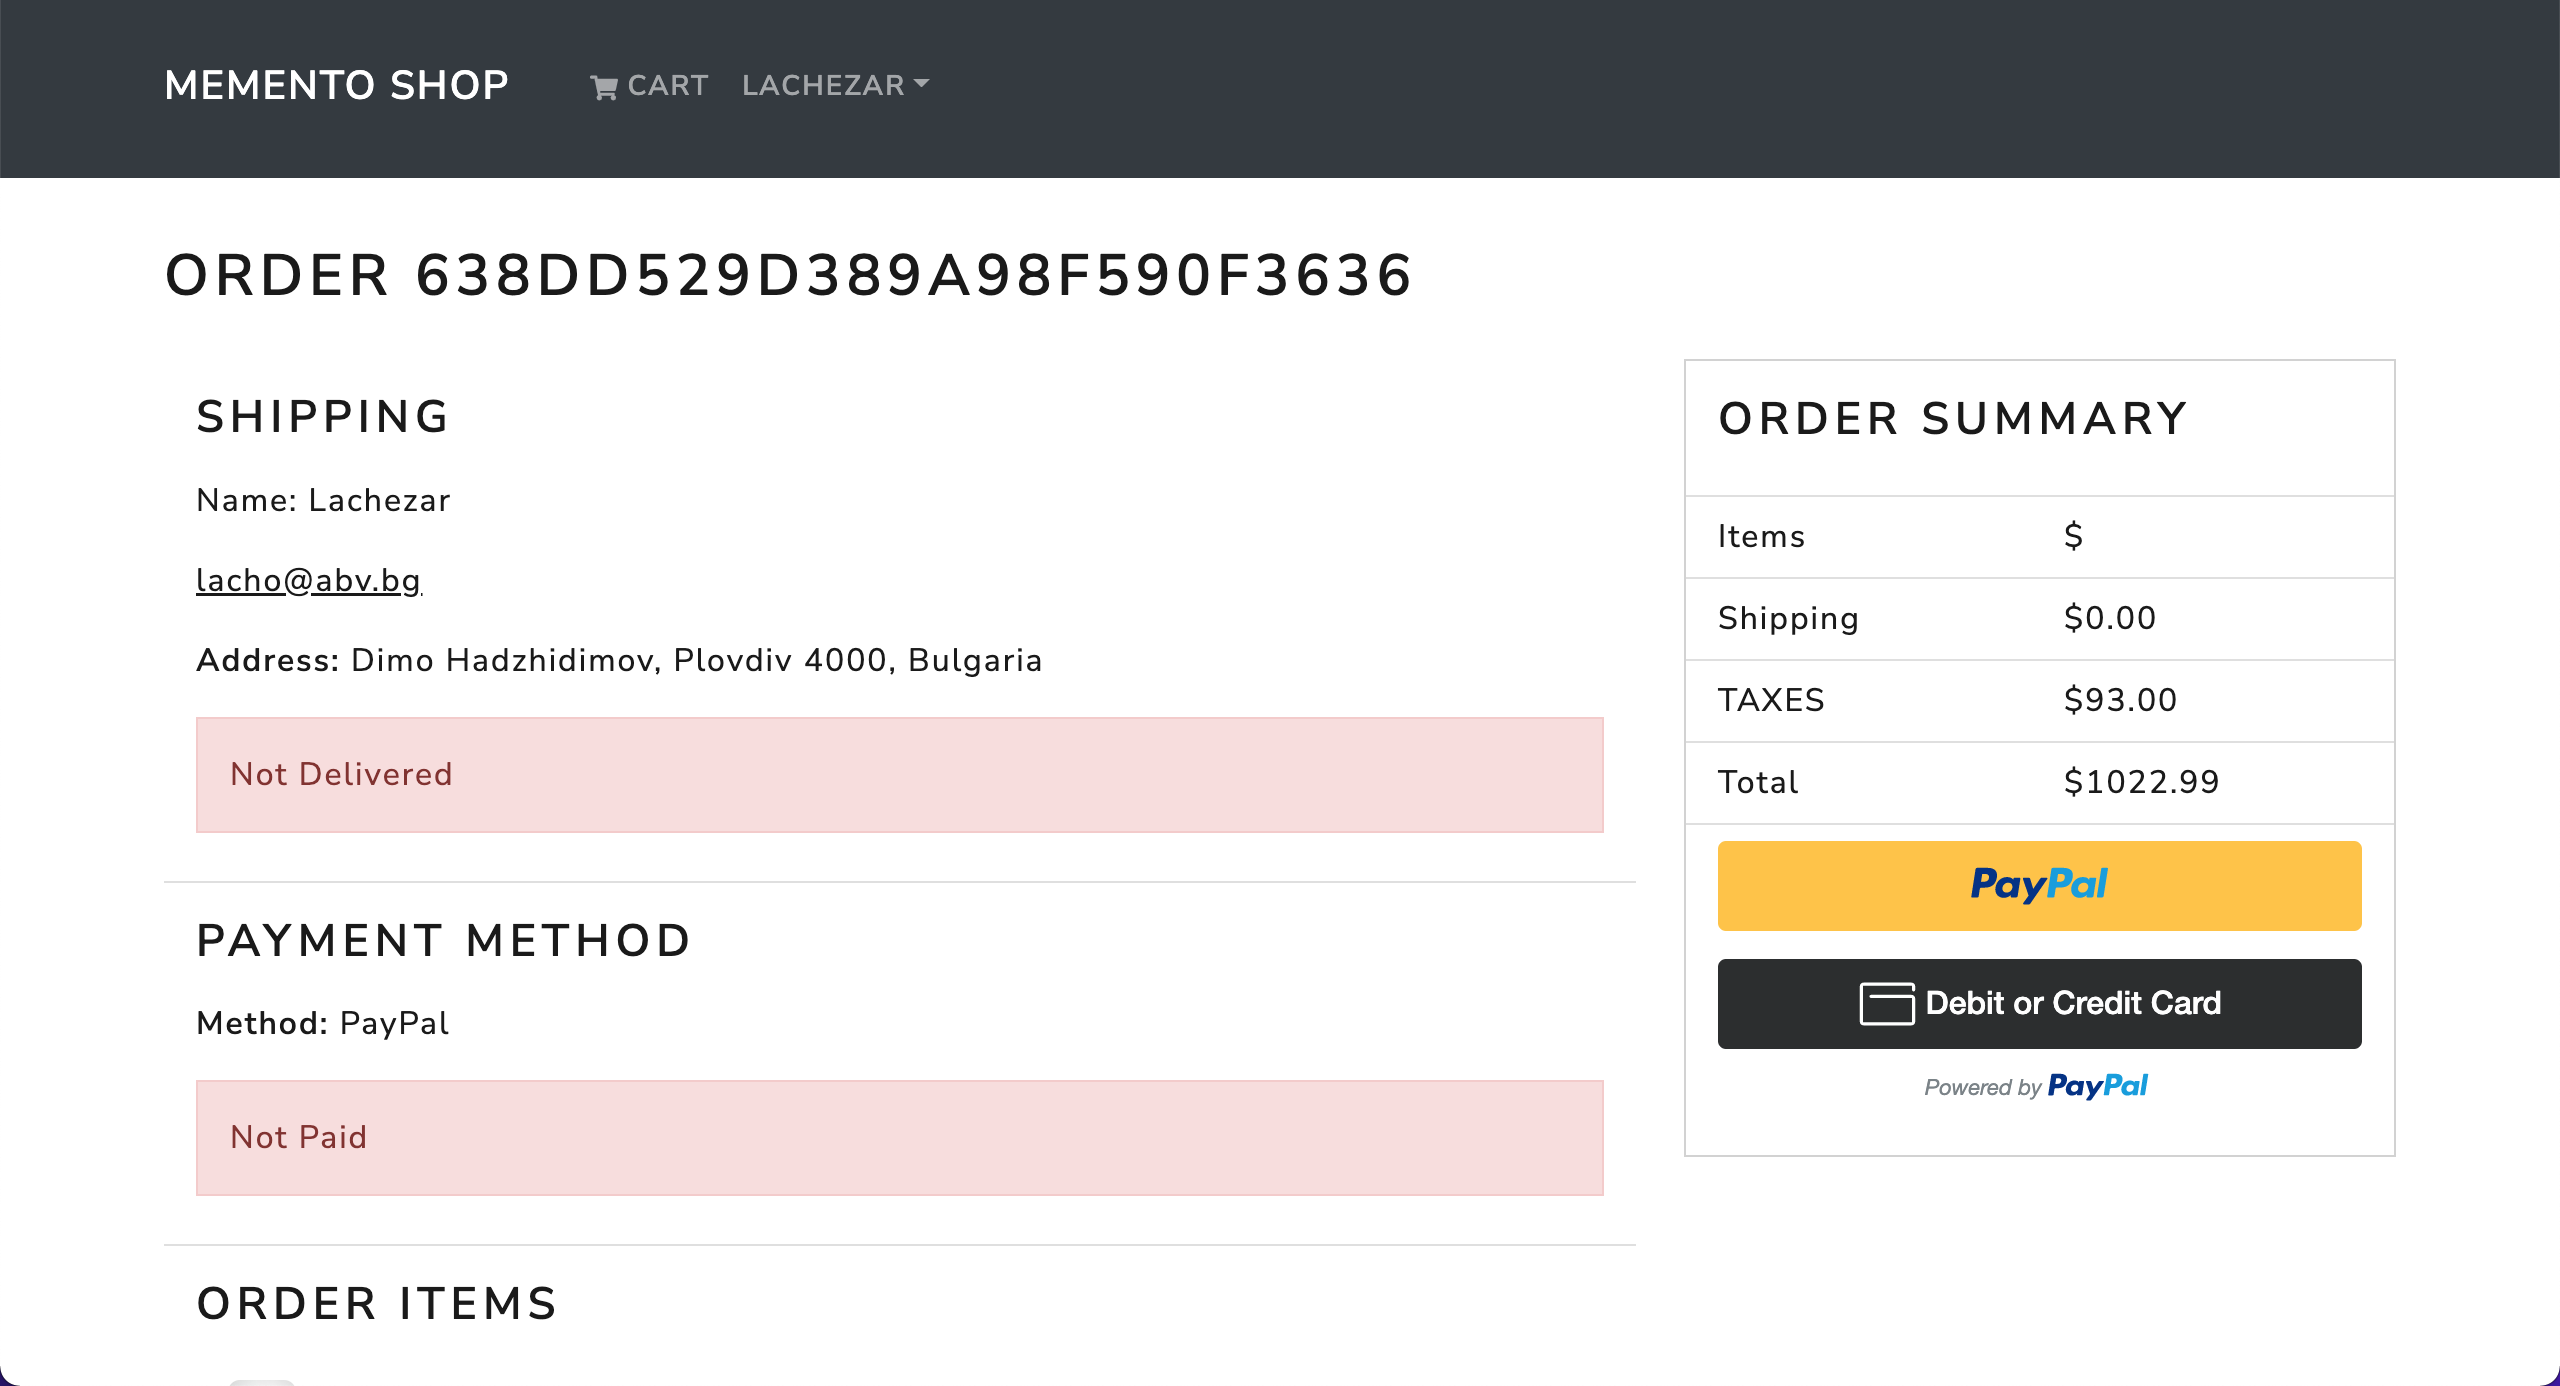 MEMENTO SHOP
CART
LACHEZAR
ORDER 638DD529D389A98F590F3636
SHIPPING
Name: Lachezar
lacho@abv.bg
Address: Dimo Hadzhidimov, Plovdiv 4000, Bulgaria
Not Delivered
PAYMENT METHOD
Method: PayPal
Not Paid
ORDER ITEMS
ORDER SUMMARY
Items $
Shipping $0.00
TAXES $93.00
Total $1022.99
PayPal
Debit or Credit Card
Powered by PayPal